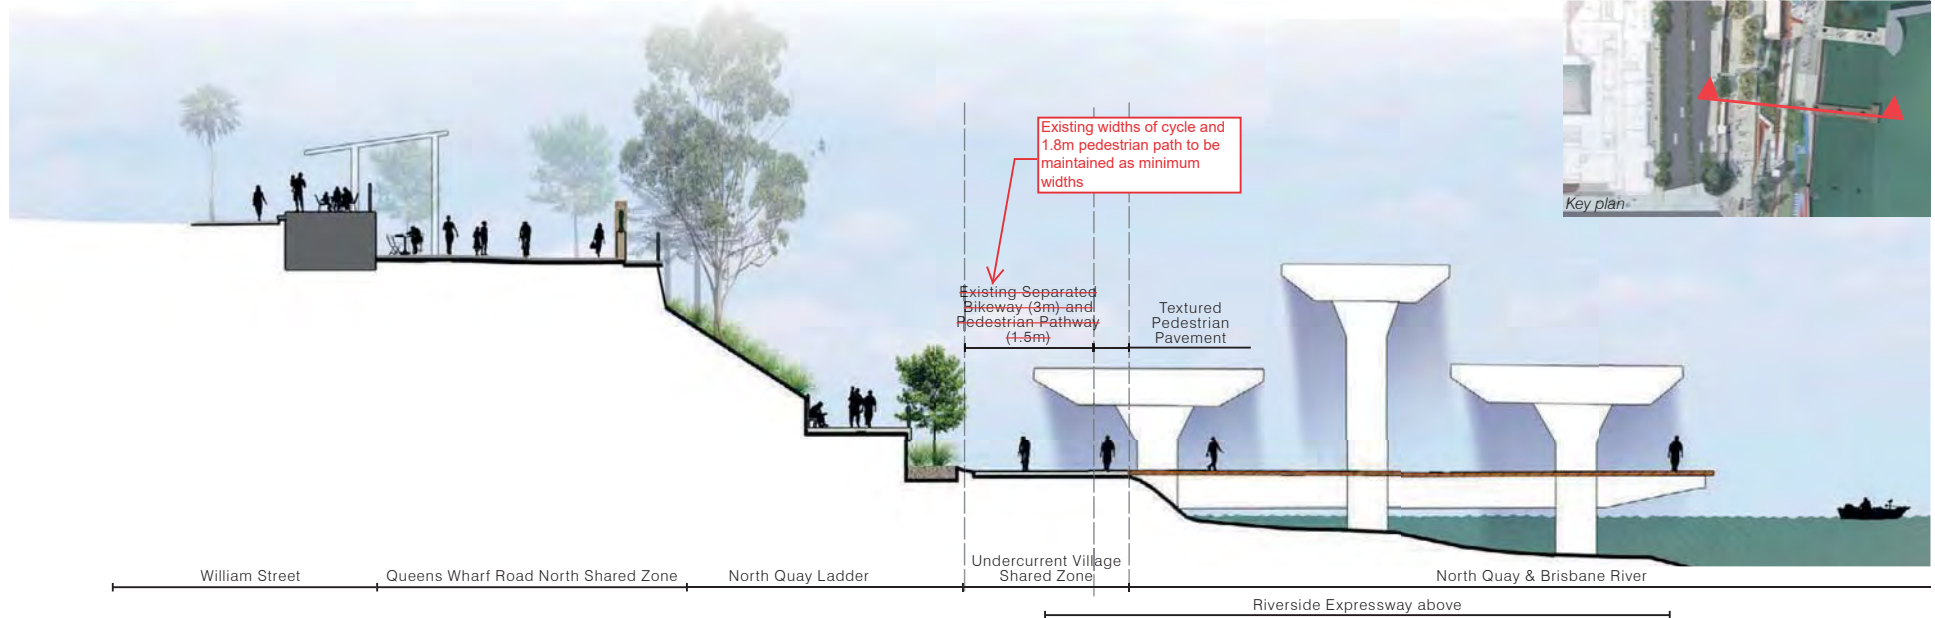 Existing widths of cycle and
1.8m pedestrian path to be
maintained as minimum
widths
Key plan
Existing Separated
Bikeway (3m) and
Pedestrian Pathway
(1.5m)
Textured
Pedestrian
Pavement
William Street
Queens Wharf Road North Shared Zone
North Quay Ladder
Undercurrent Village
Shared Zone
North Quay & Brisbane River
Riverside Expressway above